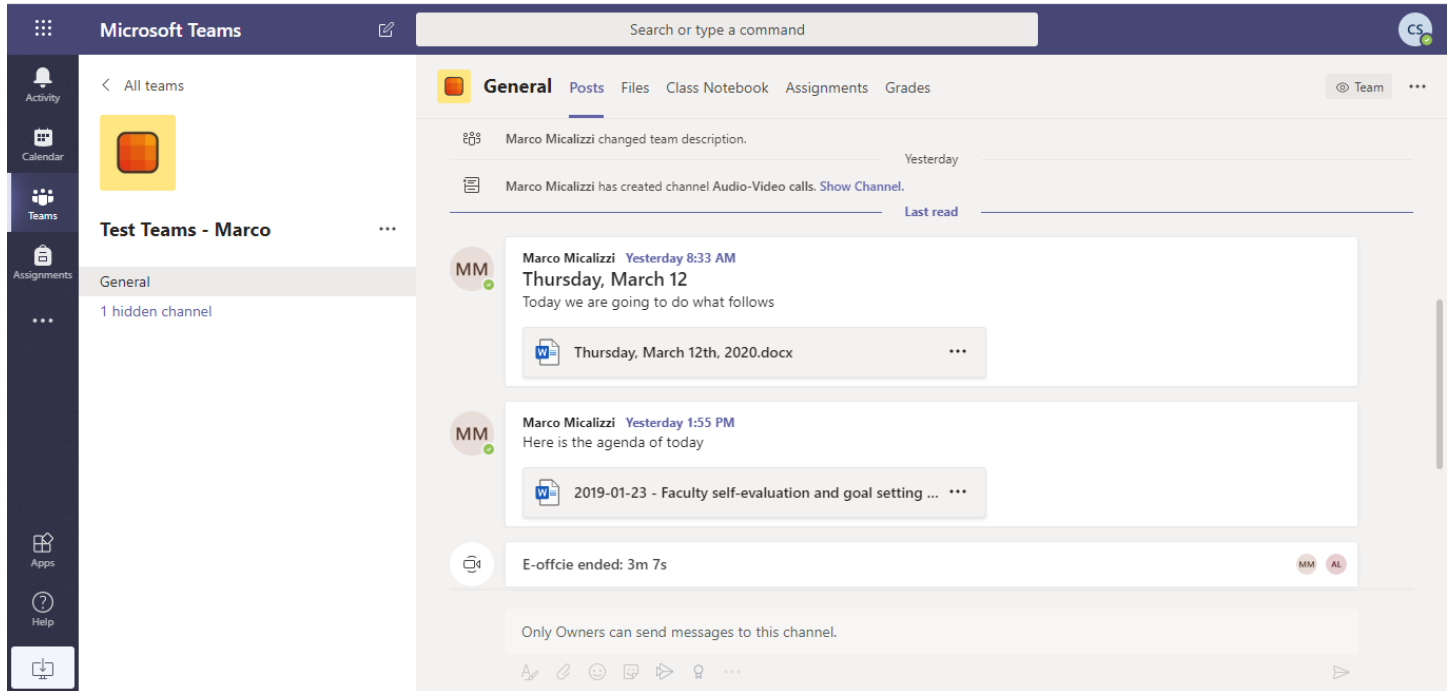 Microsoft Teams
Search or type a command
CS
Activity
Calendar
Teams
Assignments
Apps
Help
All teams
Test Teams - Marco
General
1 hidden channel
General Posts Files Class Notebook Assignments Grades
Team
Marco Micalizzi changed team description.
Yesterday
Marco Micalizzi has created channel Audio-Video calls. Show Channel.
Last read
MM
Marco Micalizzi Yesterday 8:33 AM
Thursday, March 12
Today we are going to do what follows
Thursday, March 12th, 2020.docx
MM
Marco Micalizzi Yesterday 1:55 PM
Here is the agenda of today
2019-01-23 - Faculty self-evaluation and goal setting ...
E-offcie ended: 3m 7s
MM AL
Only Owners can send messages to this channel.